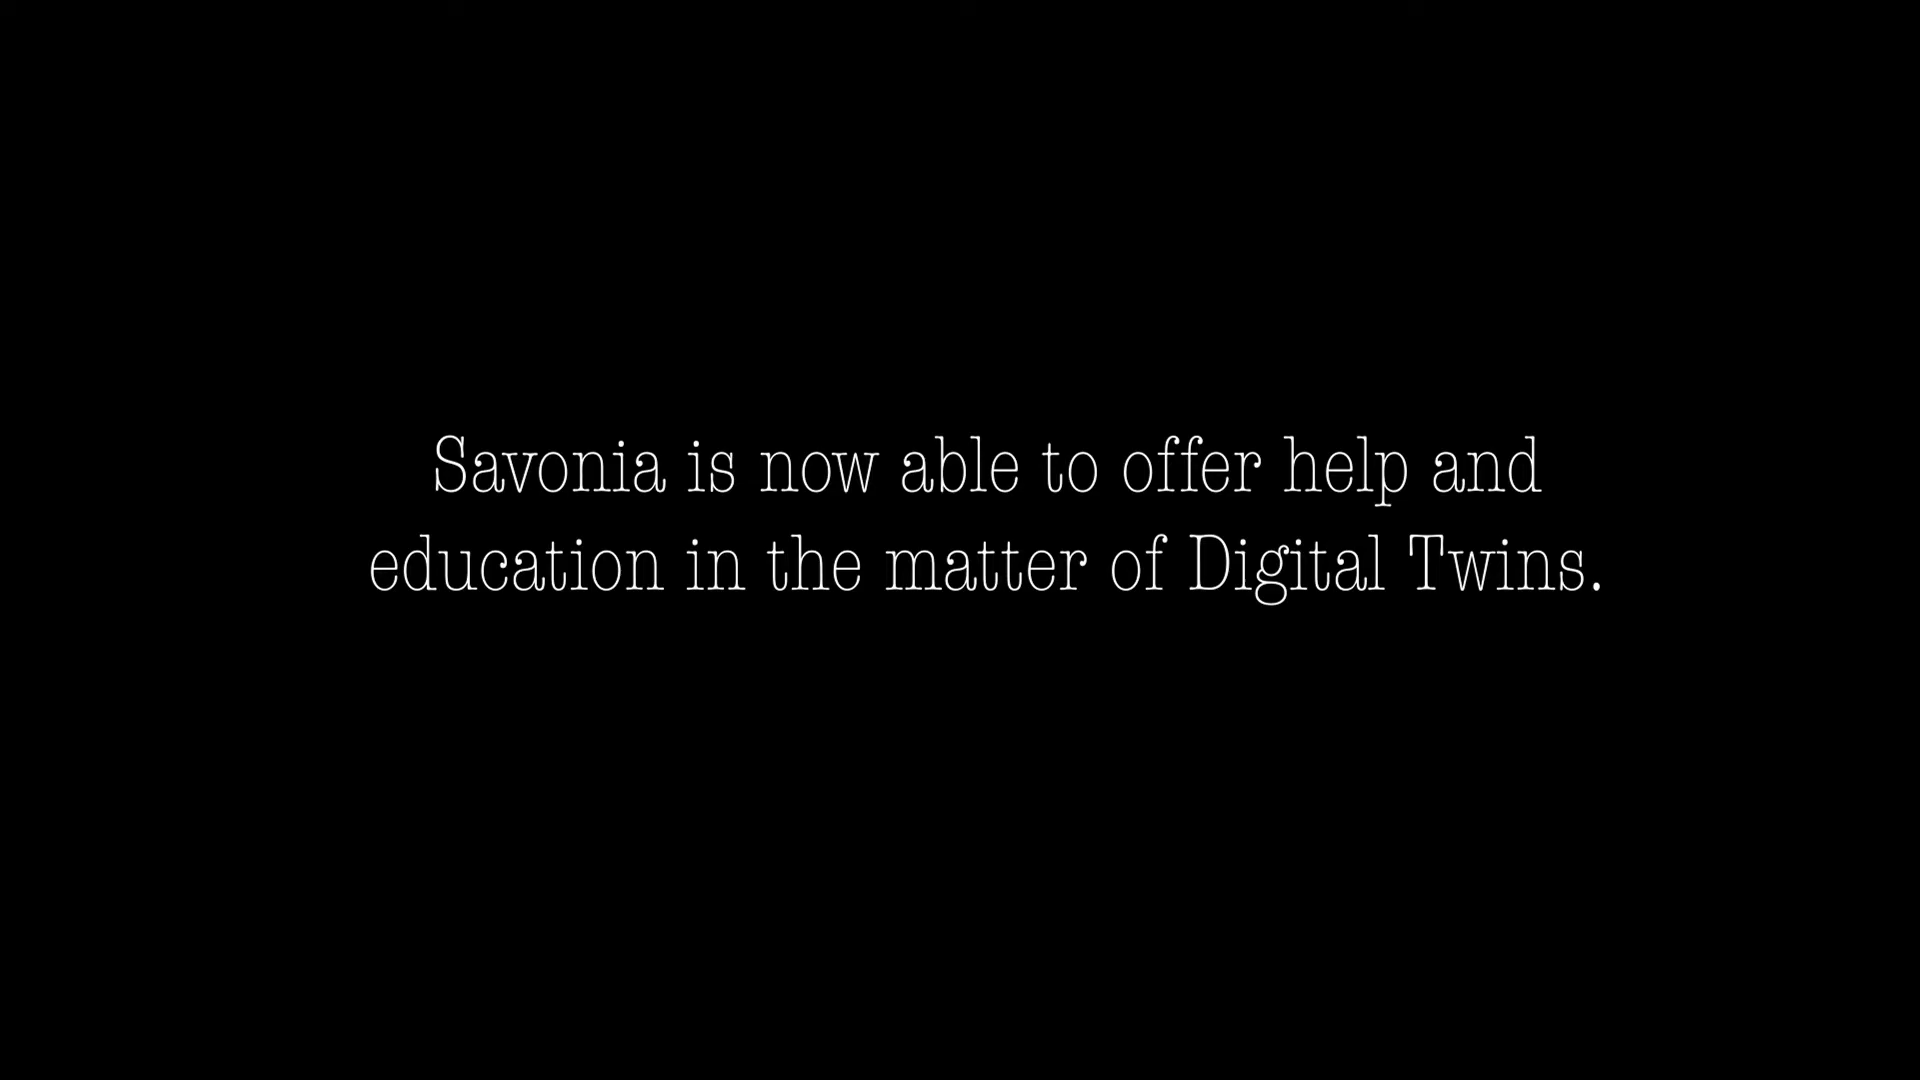 Savonia is now able to offer help and
education in the matter of Digital Twins.